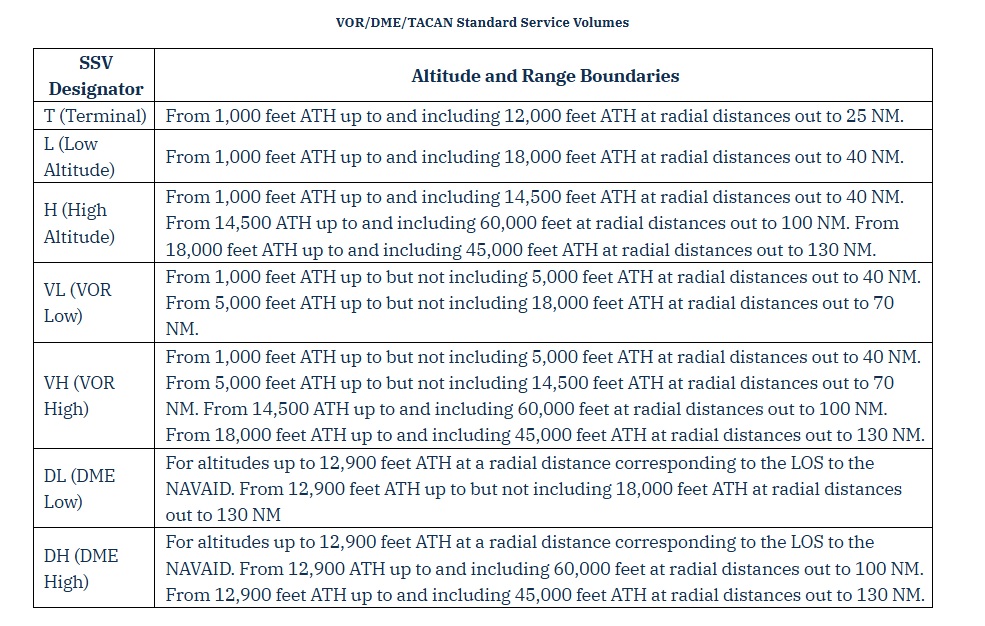 VOR/DME/TACAN Standard Service Volumes
SSV
Designator
Altitude and Range Boundaries
T (Terminal)
From 1,000 feet ATH up to and including 12,000 feet ATH at radial distances out to 25 NM.
L (Low
Altitude)
From 1,000 feet ATH up to and including 18,000 feet ATH at radial distances out to 40 NM.
H (High
Altitude)
From 1,000 feet ATH up to and including 14,500 feet ATH at radial distances out to 40 NM.
From 14,500 ATH up to and including 60,000 feet at radial distances out to 100 NM. From
18,000 feet ATH up to and including 45,000 feet ATH at radial distances out to 130 NM.
VL (VOR
Low)
From 1,000 feet ATH up to but not including 5,000 feet ATH at radial distances out to 40 NM.
From 5,000 feet ATH up to but not including 18,000 feet ATH at radial distances out to 70
NM.
VH (VOR
High)
From 1,000 feet ATH up to but not including 5,000 feet ATH at radial distances out to 40 NM.
From 5,000 feet ATH up to but not including 14,500 feet ATH at radial distances out to 70
NM. From 14,500 ATH up to and including 60,000 feet at radial distances out to 100 NM.
From 18,000 feet ATH up to and including 45,000 feet ATH at radial distances out to 130 NM.
DL (DME
Low)
For altitudes up to 12,900 feet ATH at a radial distance corresponding to the LOS to the
NAVAID. From 12,900 feet ATH up to but not including 18,000 feet ATH at radial distances
out to 130 NM
DH (DME
High)
For altitudes up to 12,900 feet ATH at a radial distance corresponding to the LOS to the
NAVAID. From 12,900 ATH up to and including 60,000 feet at radial distances out to 100 NM.
From 12,900 feet ATH up to and including 45,000 feet ATH at radial distances out to 130 NM.